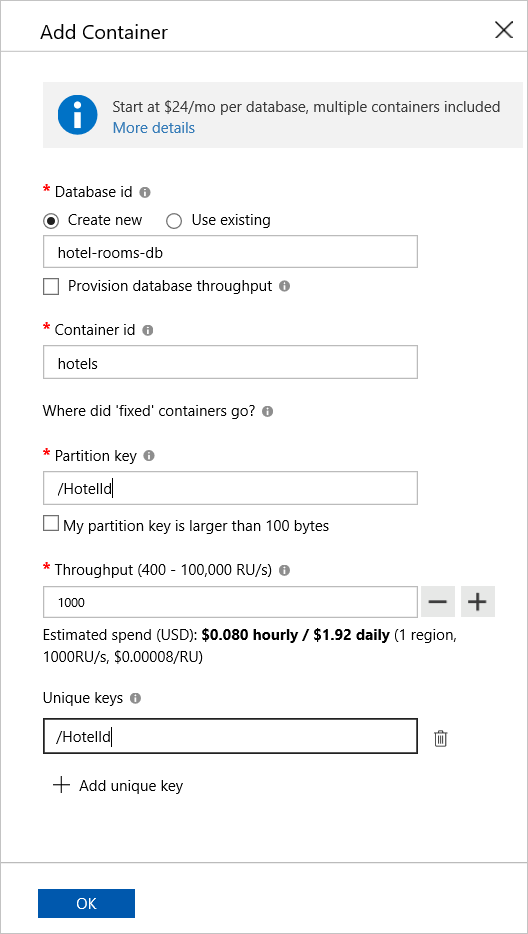 Add Container
Start at $24/mo per database, multiple containers included
More details
* Database id
Create new Use existing
hotel-rooms-db
Provision database throughput
* Container id
hotels
Where did 'fixed' containers go?
* Partition key
/HotelId
My partition key is larger than 100 bytes
* Throughput (400 - 100,000 RU/s)
1000
Estimated spend (USD): $0.080 hourly / $1.92 daily (1 region,
1000RU/s, $0.00008/RU)
Unique keys
/HotelId
Add unique key
OK